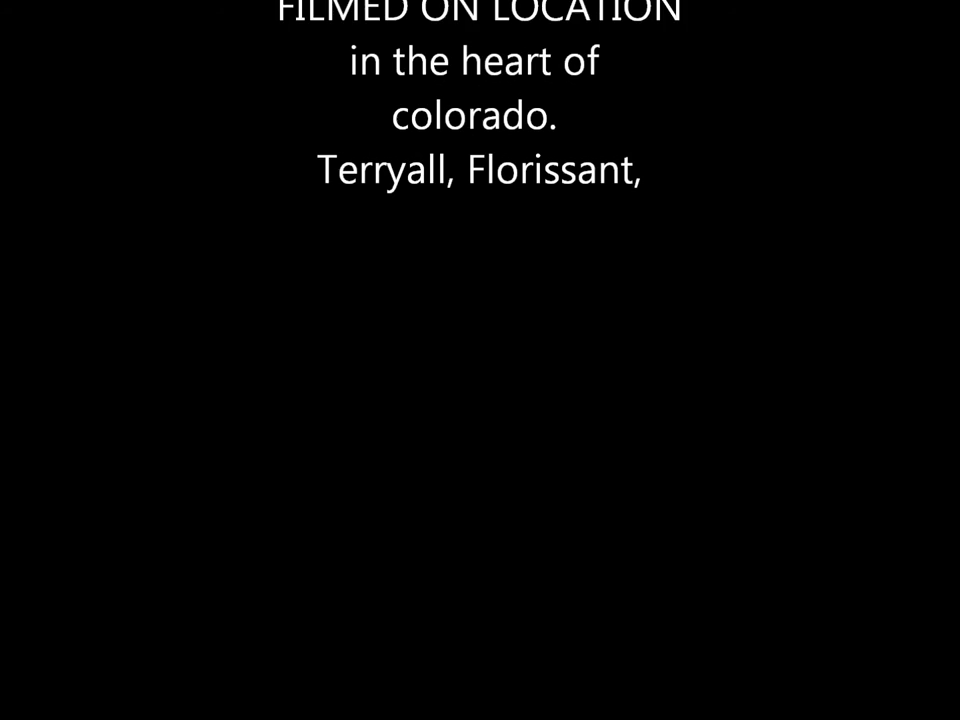 FILMED ON LOCATION
in the heart of
colorado.
Terryall, Florissant,